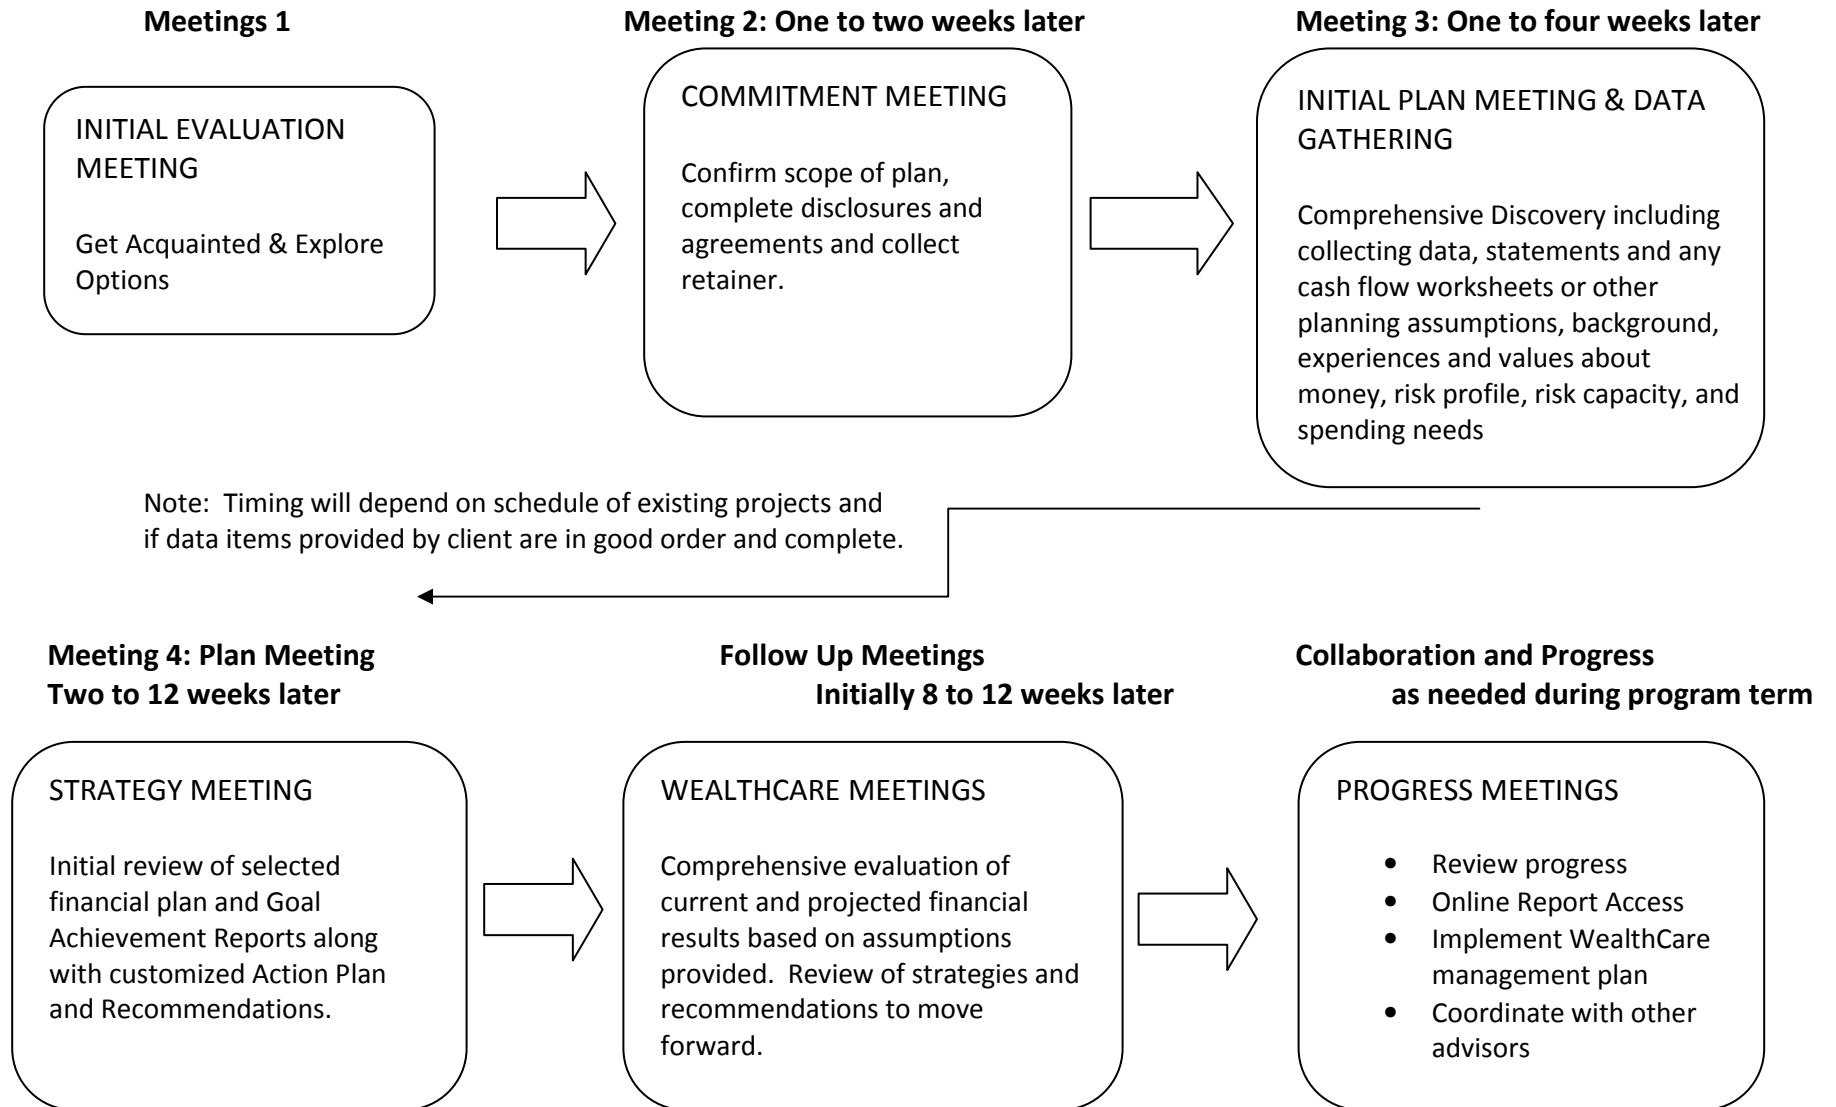 Meetings 1
Meeting 2: One to two weeks later
Meeting 3: One to four weeks later
INITIAL EVALUATION
MEETING
Get Acquainted & Explore
Options
COMMITMENT MEETING
Confirm scope of plan,
complete disclosures and
agreements and collect
retainer.
INITIAL PLAN MEETING & DATA
GATHERING
Comprehensive Discovery including
collecting data, statements and any
cash flow worksheets or other
planning assumptions, background,
experiences and values about
money, risk profile, risk capacity, and
spending needs
Note:  Timing will depend on schedule of existing projects and
if data items provided by client are in good order and complete.
Meeting 4: Plan Meeting
Two to 12 weeks later
Follow Up Meetings
Initially 8 to 12 weeks later
Collaboration and Progress
as needed during program term
STRATEGY MEETING
Initial review of selected
financial plan and Goal
Achievement Reports along
with customized Action Plan
and Recommendations.
WEALTHCARE MEETINGS
Comprehensive evaluation of
current and projected financial
results based on assumptions
provided.  Review of strategies and
recommendations to move
forward.
PROGRESS MEETINGS
• Review progress
• Online Report Access
• Implement WealthCare
management plan
• Coordinate with other
advisors